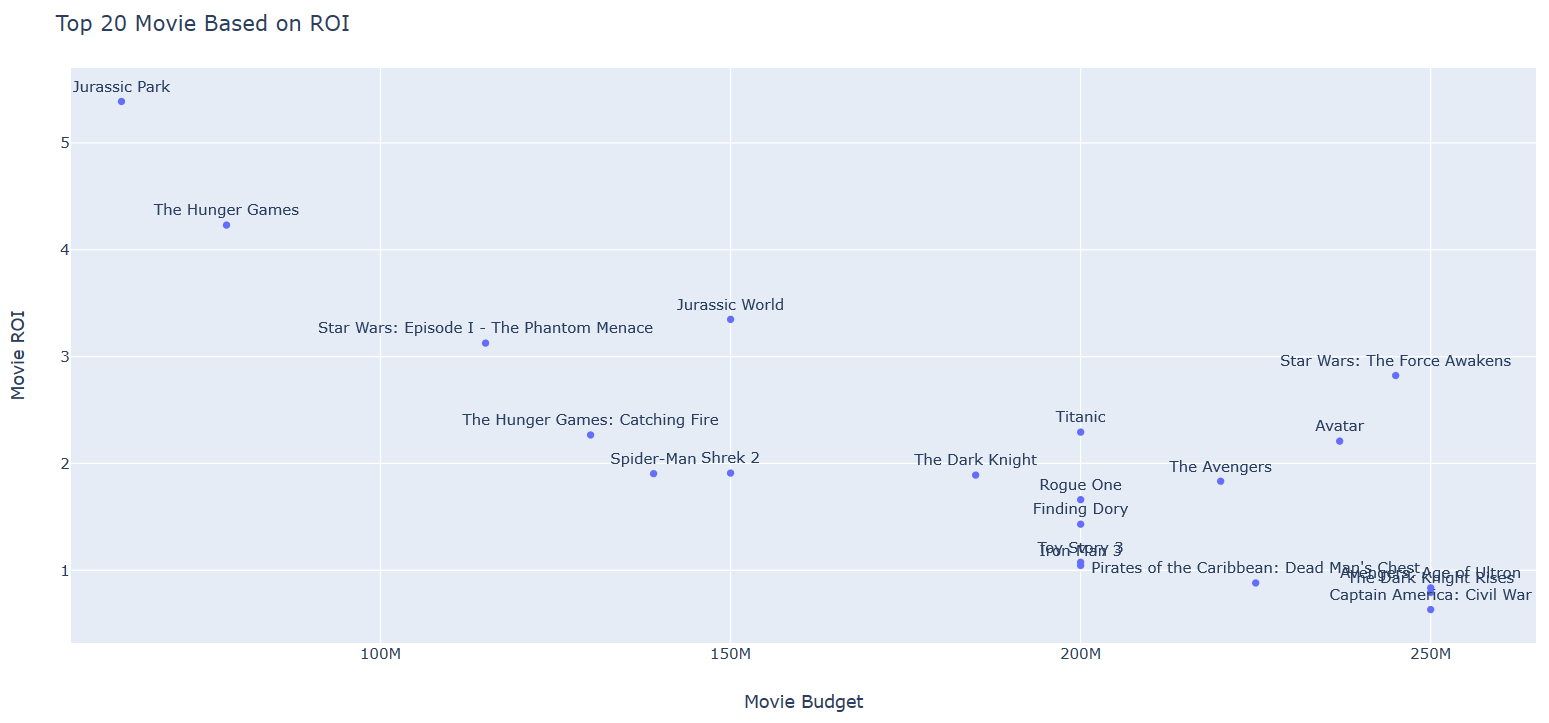 Top 20 Movie Based on ROI
Jurassic Park
5
The Hunger Games
4
Jurassic World
Star Wars: Episode I - The Phantom Menace
3
Star Wars: The Force Awakens
Titanic
The Hunger Games: Catching Fire
Avatar
Spider-Man
Shrek 2
2
The Dark Knight
The Avengers
Rogue One
Finding Dory
Toy Story 3
Iron Man 3
1
Pirates of the Caribbean: Dead Man's Chest
Avengers: Age of Ultron
The Dark Knight Rises
Captain America: Civil War
100M
150M
200M
250M
Movie Budget
Movie ROI